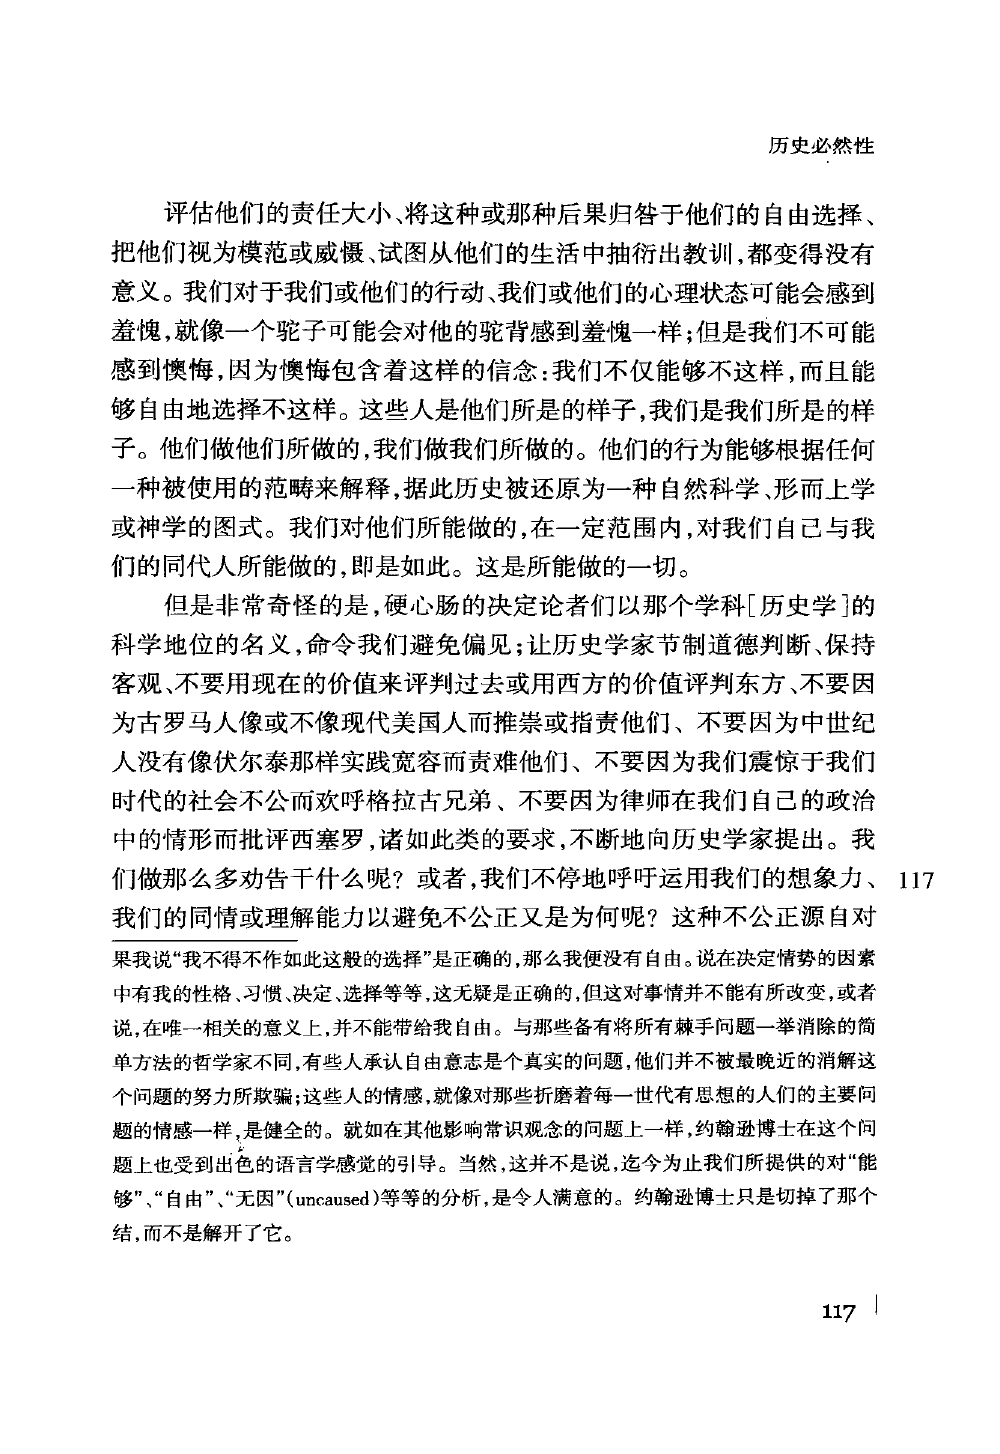 历史必然性
评估他们的责任大小、将这种或那种后果归咎于他们的自由选择、
把他们视为模范或威慑、试图从他们的生活中抽衍出教训,都变得没有
意义。我们对于我们或他们的行动、我们或他们的心理状态可能会感到
羞愧,就像一个驼子可能会对他的驼背感到羞愧一样;但是我们不可能
感到懊悔,因为懊悔包含着这样的信念:我们不仅能够不这样,而且能
够自由地选择不这样。这些人是他们所是的样子,我们是我们所是的样
子。他们做他们所做的,我们做我们所做的。他们的行为能够根据任何
一种被使用的范畴来解释,据此历史被还原为一种自然科学、形而上学
或神学的图式。我们对他们所能做的,在一定范围内,对我们自己与我
们的同代人所能做的,即是如此。这是所能做的一切。
但是非常奇怪的是,硬心肠的决定论者们以那个学科[历史学]的
科学地位的名义,命令我们避免偏见;让历史学家节制道德判断、保持
客观、不要用现在的价值来评判过去或用西方的价值评判东方、不要因
为古罗马人像或不像现代美国人而推崇或指责他们、不要因为中世纪
人没有像伏尔泰那样实践宽容而责难他们、不要因为我们震惊于我们
时代的社会不公而欢呼格拉古兄弟、不要因为律师在我们自己的政治
中的情形而批评西塞罗,诸如此类的要求,不断地向历史学家提出。我
们做那么多劝告干什么呢?或者,我们不停地呼吁运用我们的想象力、 117
我们的同情或理解能力以避免不公正又是为何呢?这种不公正源自对
果我说“我不得不作如此这般的选择”是正确的,那么我便没有自由。说在决定情势的因素
中有我的性格、习惯、决定、选择等等,这无疑是正确的,但这对事情并不能有所改变,或者
说,在唯一相关的意义上,并不能带给我自由。与那些备有将所有棘手问题一举消除的简
单方法的哲学家不同,有些人承认自由意志是个真实的问题,他们并不被最晚近的消解这
个问题的努力所欺骗;这些人的情感,就像对那些折磨着每一世代有思想的人们的主要问
题的情感一样,是健全的。就如在其他影响常识观念的问题上一样,约翰逊博士在这个问
题上也受到出色的语言学感觉的引导。当然,这并不是说,迄今为止我们所提供的对“能
够”、“自由”、“无因”(uncaused)等等的分析,是令人满意的。约翰逊博士只是切掉了那个
结,而不是解开了它。
117